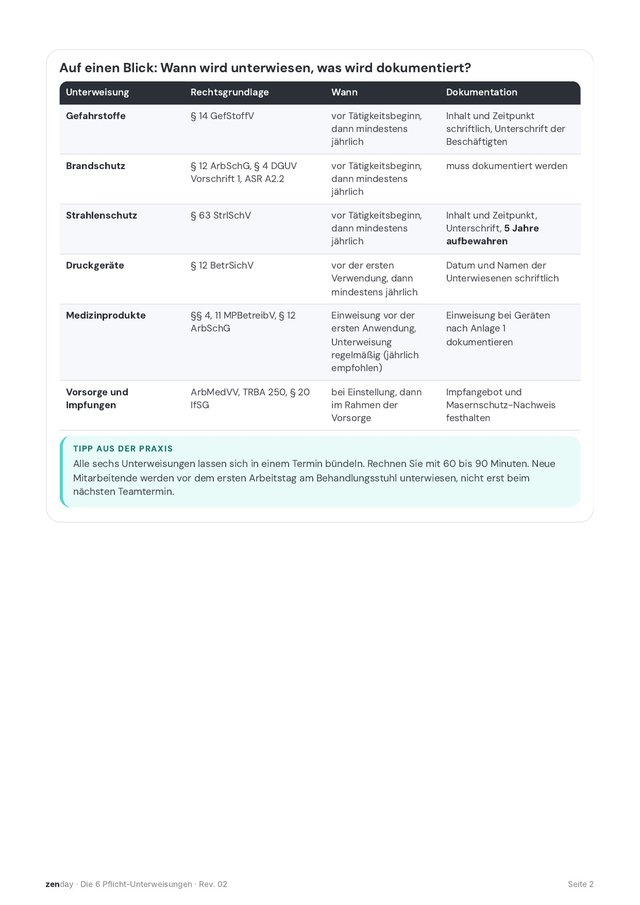 Auf einen Blick: Wann wird unterwiesen, was wird dokumentiert?
Unterweisung Rechtsgrundlage Wann Dokumentation
Gefahrstoffe § 14 GefStoffV vor Tätigkeitsbeginn, Inhalt und Zeitpunkt
dann mindestens schriftlich, Unterschrift der
jährlich Beschäftigten
Brandschutz § 12 ArbSchG, § 4 DGUV vor Tätigkeitsbeginn, muss dokumentiert werden
Vorschrift 1, ASR A2.2 dann mindestens
jährlich
Strahlenschutz § 63 StrlSchV vor Tätigkeitsbeginn, Inhalt und Zeitpunkt,
dann mindestens Unterschrift, 5 Jahre
jährlich aufbewahren
Druckgeräte § 12 BetrSichV vor der ersten Datum und Namen der
Verwendung, dann Unterwiesenen schriftlich
mindestens jährlich
Medizinprodukte §§ 4, 11 MPBetreibV, § 12 Einweisung vor der Einweisung bei Geräten
ArbSchG ersten Anwendung, nach Anlage 1
Unterweisung dokumentieren
regelmäßig (jährlich
empfohlen)
Vorsorge und ArbMedVV, TRBA 250, § 20 bei Einstellung, dann Impfangebot und
Impfungen IfSG im Rahmen der Masernschutz-Nachweis
Vorsorge festhalten
TIPP AUS DER PRAXIS
Alle sechs Unterweisungen lassen sich in einem Termin bündeln. Rechnen Sie mit 60 bis 90 Minuten. Neue
Mitarbeitende werden vor dem ersten Arbeitstag am Behandlungsstuhl unterwiesen, nicht erst beim
nächsten Teamtermin.
zenday · Die 6 Pflicht-Unterweisungen · Rev. 02 Seite 2